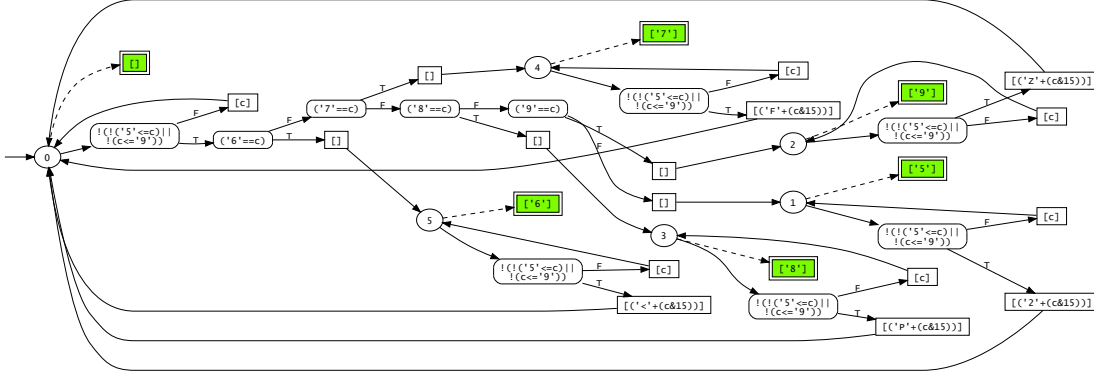 ['7']
[]
4
[c]
F
[]
T
!(!('5'<=c)||
!(c<='9'))
T
[('F'+(c&15))]
[('Z'+(c&15))]
['9']
T
[c]
F
!(!('5'<=c)||
!(c<='9'))
2
[c]
F
('7'==c)
F
('8'==c)
F
('9'==c)
F
T
!(!('5'<=c)||
!(c<='9'))
T
('6'==c)
T
[]
T
[]
T
F
0
[]
['5']
[]
1
[c]
F
['6']
5
3
!(!('5'<=c)||
!(c<='9'))
T
!(!('5'<=c)||
!(c<='9'))
F
[c]
['8']
[c]
F
T
[('<'+(c&15))]
!(!('5'<=c)||
!(c<='9'))
T
[('P'+(c&15))]
[('2'+(c&15))]